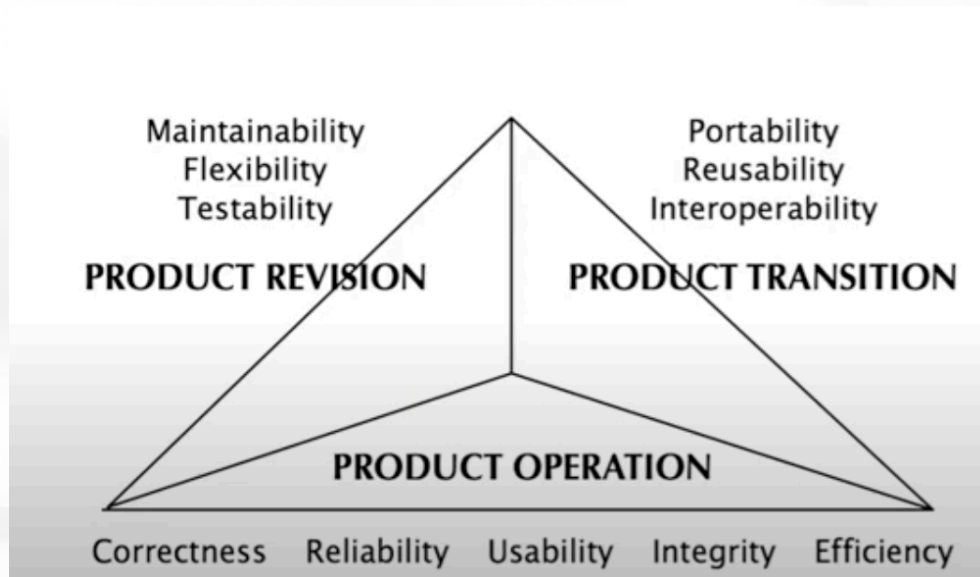 Maintainability
Flexibility
Testability
PRODUCT REVISION
Portability
Reusability
Interoperability
PRODUCT TRANSITION
PRODUCT OPERATION
Correctness Reliability Usability Integrity Efficiency